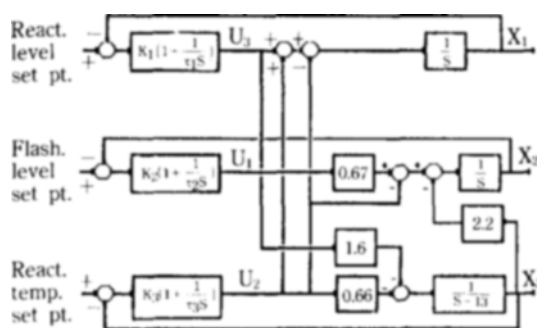 React.
level
set pt.
K₁(1+ 1/τ₁S)
U₃
1/S
X₁
Flash.
level
set pt.
K₂(1+ 1/τ₂S)
U₁
0.67
1/S
2.2
1.6
React.
temp.
set pt.
K₃(1+ 1/τ₃S)
U₂
0.66
1/(S-13)